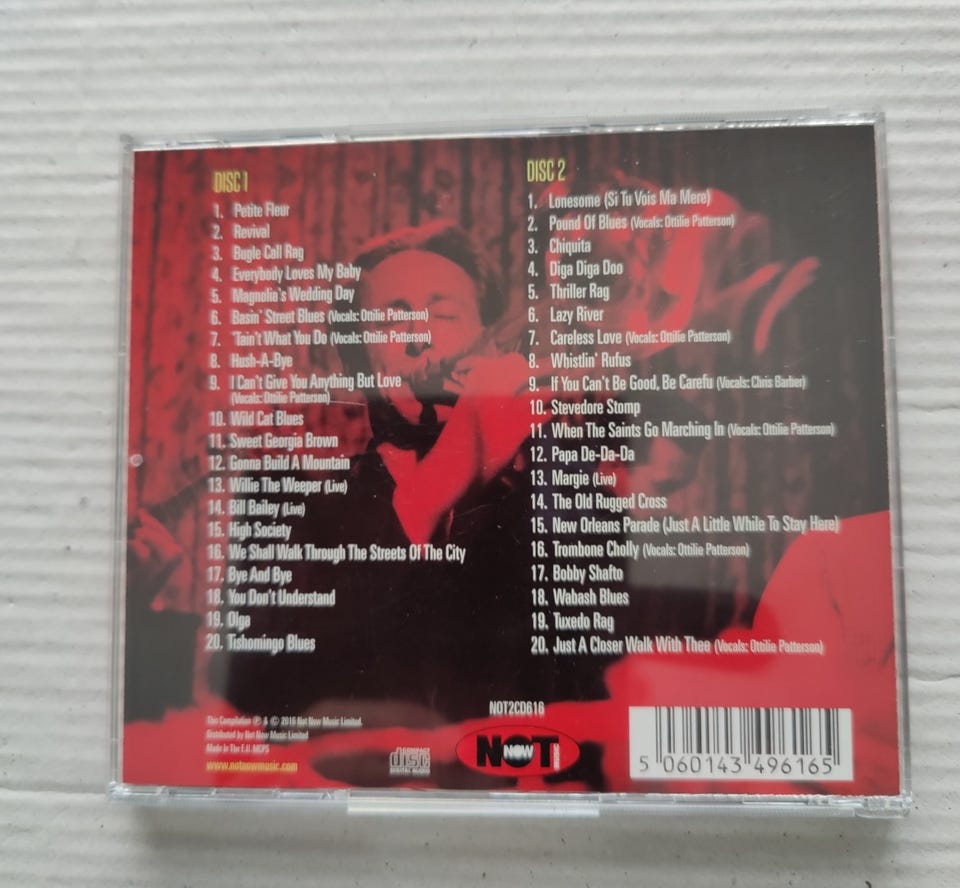 DISC 1
1. Petite Fleur
2. Revival
3. Bugle Call Rag
4. Everybody Loves My Baby
5. Magnolia's Wedding Day
6. Basin' Street Blues (Vocals: Ottilie Patterson)
7. 'Tain't What You Do (Vocals: Ottilie Patterson)
8. Hush-A-Bye
9. I Can't Give You Anything But Love
(Vocals: Ottilie Patterson)
10. Wild Cat Blues
11. Sweet Georgia Brown
12. Gonna Build A Mountain
13. Willie The Weeper (Live)
14. Bill Bailey (Live)
15. High Society
16. We Shall Walk Through The Streets Of The City
17. Bye And Bye
18. You Don't Understand
19. Olga
20. Tishomingo Blues
DISC 2
1. Lonesome (Si Tu Vois Ma Mere)
2. Pound Of Blues (Vocals: Ottilie Patterson)
3. Chiquita
4. Diga Diga Doo
5. Thriller Rag
6. Lazy River
7. Careless Love (Vocals: Ottilie Patterson)
8. Whistlin' Rufus
9. If You Can't Be Good, Be Carefu (Vocals: Chris Barber)
10. Stevedore Stomp
11. When The Saints Go Marching In (Vocals: Ottilie Patterson)
12. Papa De-Da-Da
13. Margie (Live)
14. The Old Rugged Cross
15. New Orleans Parade (Just A Little While To Stay Here)
16. Trombone Cholly (Vocals: Ottilie Patterson)
17. Bobby Shafto
18. Wabash Blues
19. Tuxedo Rag
20. Just A Closer Walk With Thee (Vocals: Ottilie Patterson)
This Compilation ℗ & © 2016 Not Now Music Limited.
Distributed by Not Now Music Limited
Made in The E.U. MCPS
www.notnowmusic.com
COMPACT
disc
DIGITAL AUDIO
NOT2CD616
NOT
NOW
MUSIC
5 060143 496165